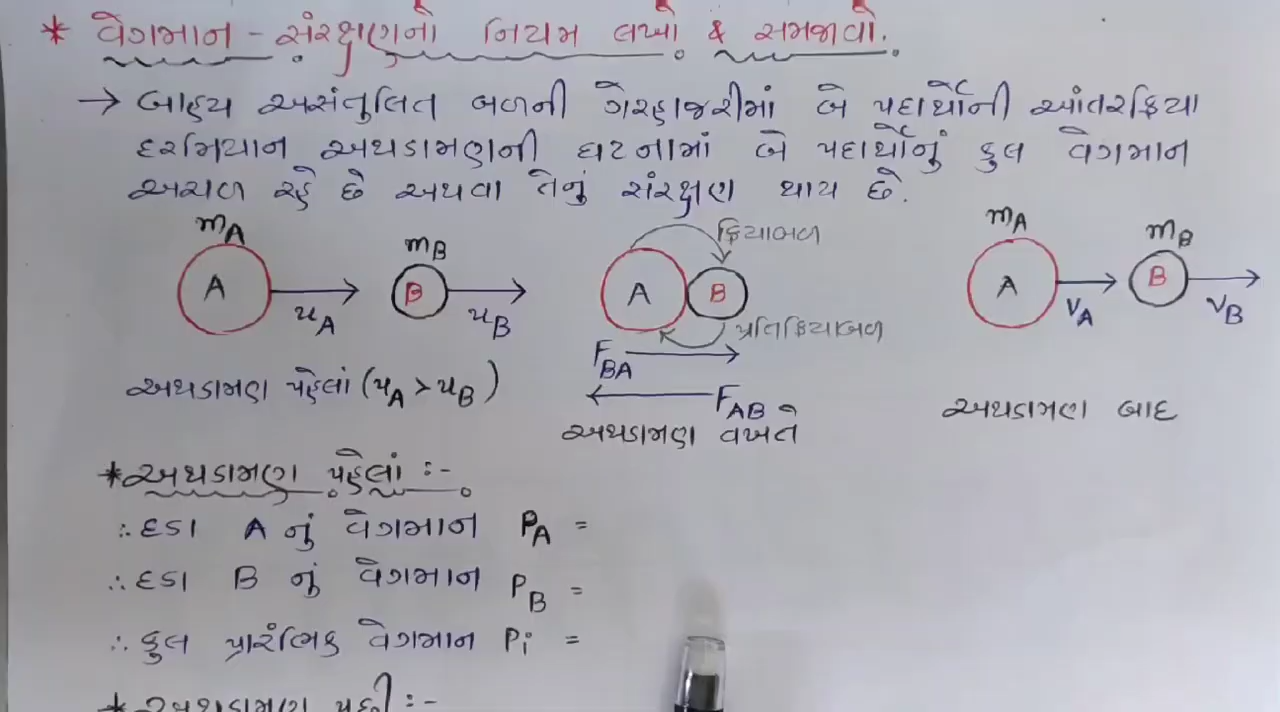 * વેગમાન - સંરક્ષણનો નિયમ લખો & સમજાવો.
→ બાહ્ય અસંતુલિત બળની ગેરહાજરીમાં બે પદાર્થોની આંતરક્રિયા
દરમિયાન અથડામણની ઘટનામાં બે પદાર્થોનું કુલ વેગમાન
અચળ રહે છે અથવા તેનું સંરક્ષણ થાય છે.
mA mB ક્રિયાબળ mA mB
A B A B A B
uA uB પ્રતિક્રિયાબળ vA vB
FBA
FAB
અથડામણ પહેલાં (uA > uB) અથડામણ વખતે અથડામણ બાદ
* અથડામણ પહેલાં :-
∴ દડા A નું વેગમાન PA =
∴ દડા B નું વેગમાન PB =
∴ કુલ પ્રારંભિક વેગમાન Pi =
* અથડામણ પછી :-